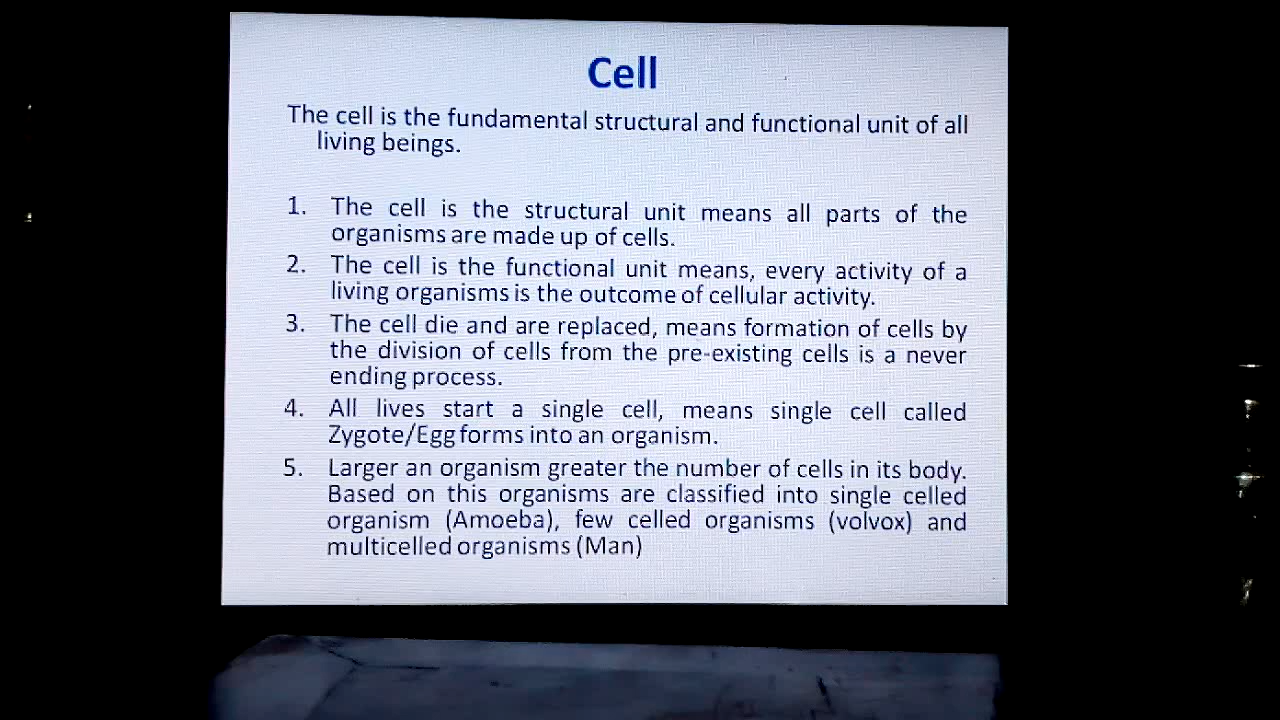 Cell
The cell is the fundamental structural and functional unit of all
living beings.
1. The cell is the structural unit means all parts of the
organisms are made up of cells.
2. The cell is the functional unit means, every activity of a
living organisms is the outcome of cellular activity.
3. The cell die and are replaced, means formation of cells by
the division of cells from the pre-existing cells is a never
ending process.
4. All lives start a single cell, means single cell called
Zygote/Egg forms into an organism.
5. Larger an organism greater the number of cells in its body.
Based on this organisms are classified into single celled
organism (Amoeba), few celled organisms (volvox) and
multicelled organisms (Man)